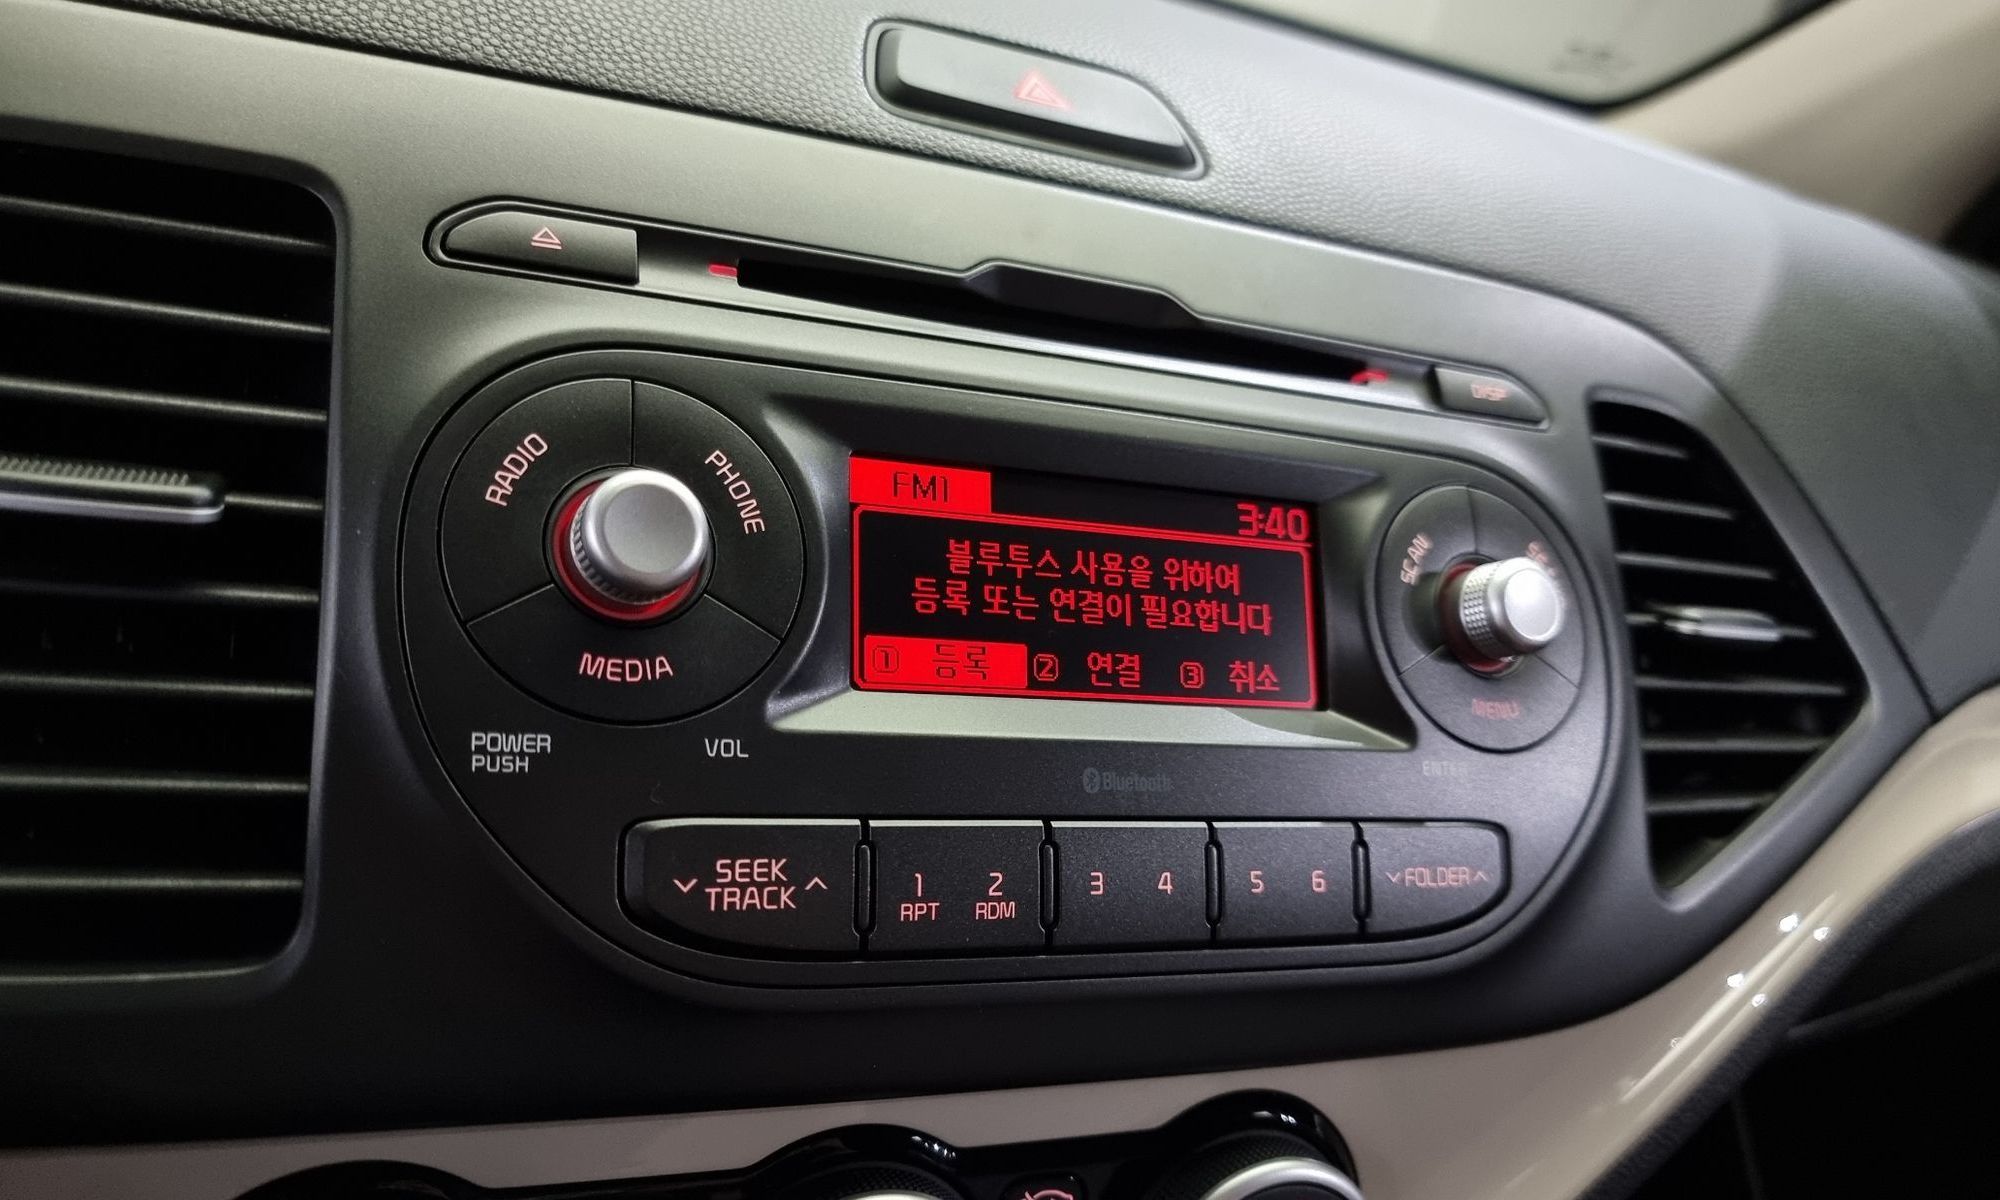 DISP
RADIO
PHONE
MEDIA
POWER
PUSH
VOL
FM1
3:40
블루투스 사용을 위하여
등록 또는 연결이 필요합니다
1 등록 2 연결 3 취소
SCAN
MENU
ENTER
Bluetooth
SEEK
TRACK
1 2 3 4 5 6
RPT RDM
FOLDER